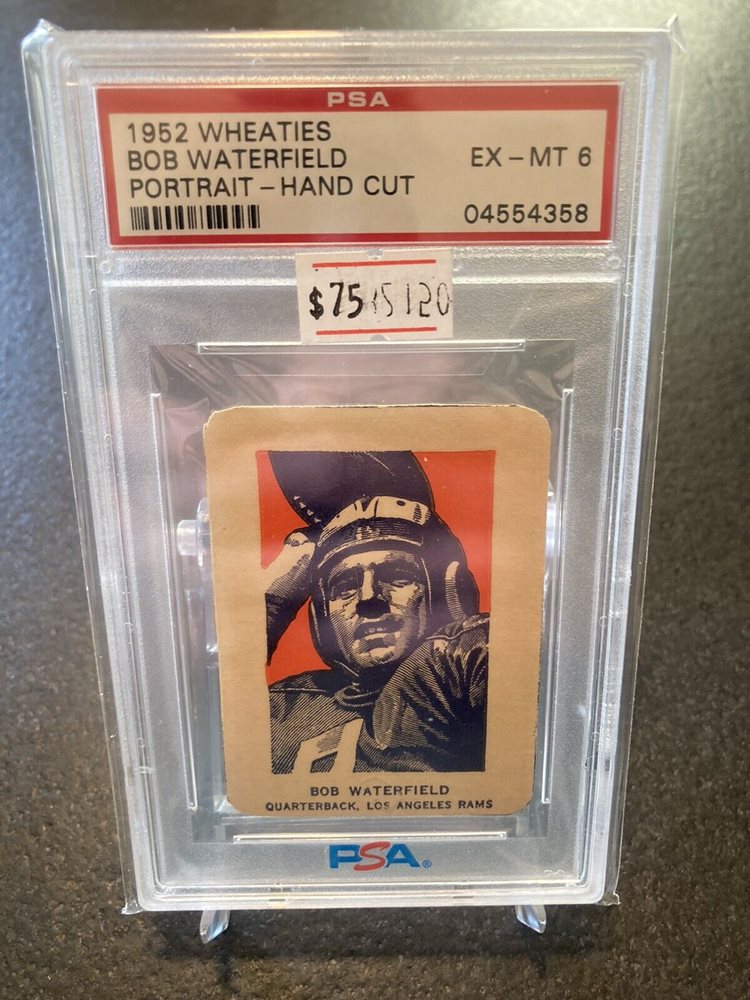 PSA
1952 WHEATIES
BOB WATERFIELD EX - MT 6
PORTRAIT - HAND CUT
04554358
$75
BOB WATERFIELD
QUARTERBACK, LOS ANGELES RAMS
PSA®